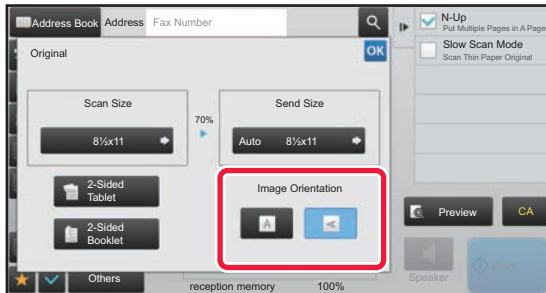 Address Book Address Fax Number
N-Up
Put Multiple Pages in A Page
Slow Scan Mode
Scan Thin Paper Original
Original
OK
Scan Size
70%
Send Size
8½x11
Auto 8½x11
2-Sided
Tablet
Image Orientation
A
A
2-Sided
Booklet
Preview
CA
Others
reception memory 100%
Speaker
Start